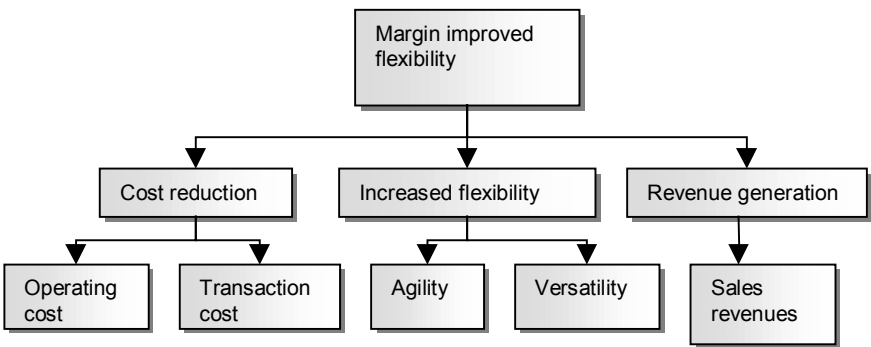 Margin improved
flexibility
Cost reduction
Increased flexibility
Revenue generation
Operating
cost
Transaction
cost
Agility
Versatility
Sales
revenues